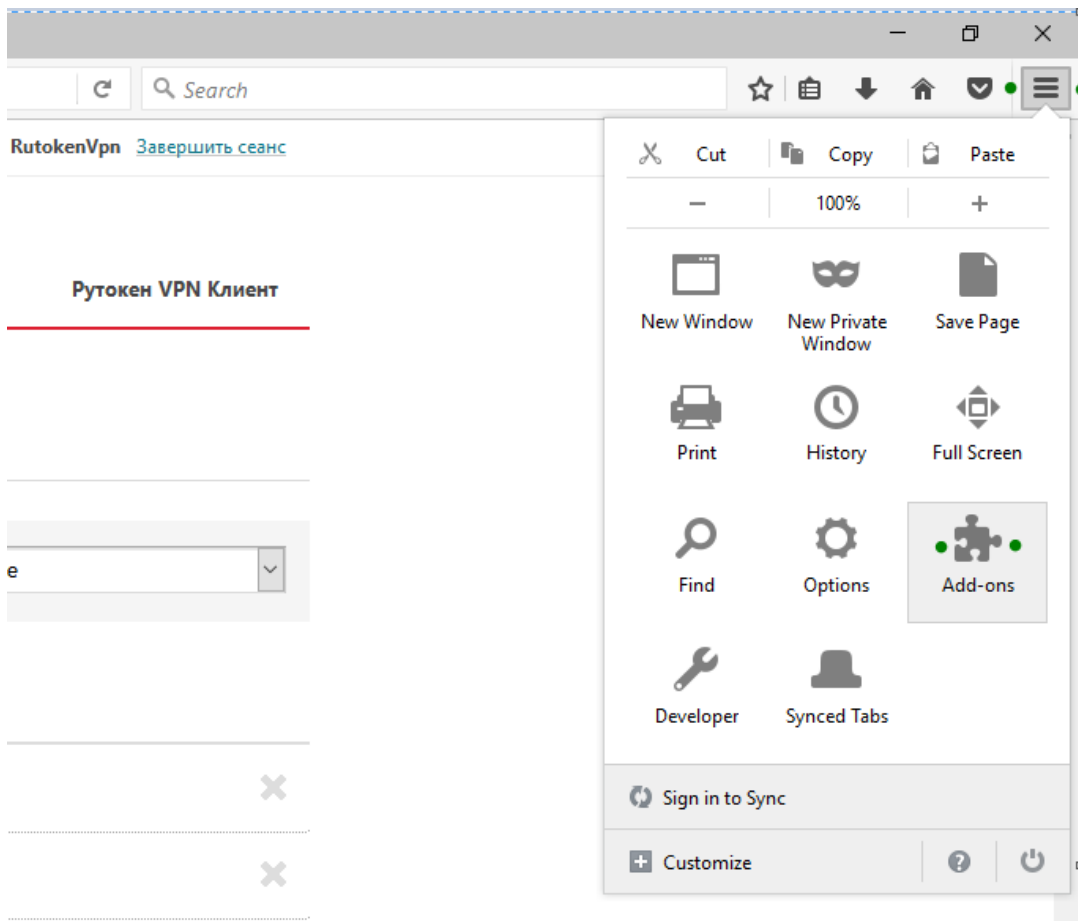 Search
RutokenVpn Завершить сеанс
Cut Copy Paste
100%
Рутокен VPN Клиент
New Window New Private Window Save Page
Print History Full Screen
e
Find Options Add-ons
Developer Synced Tabs
Sign in to Sync
Customize